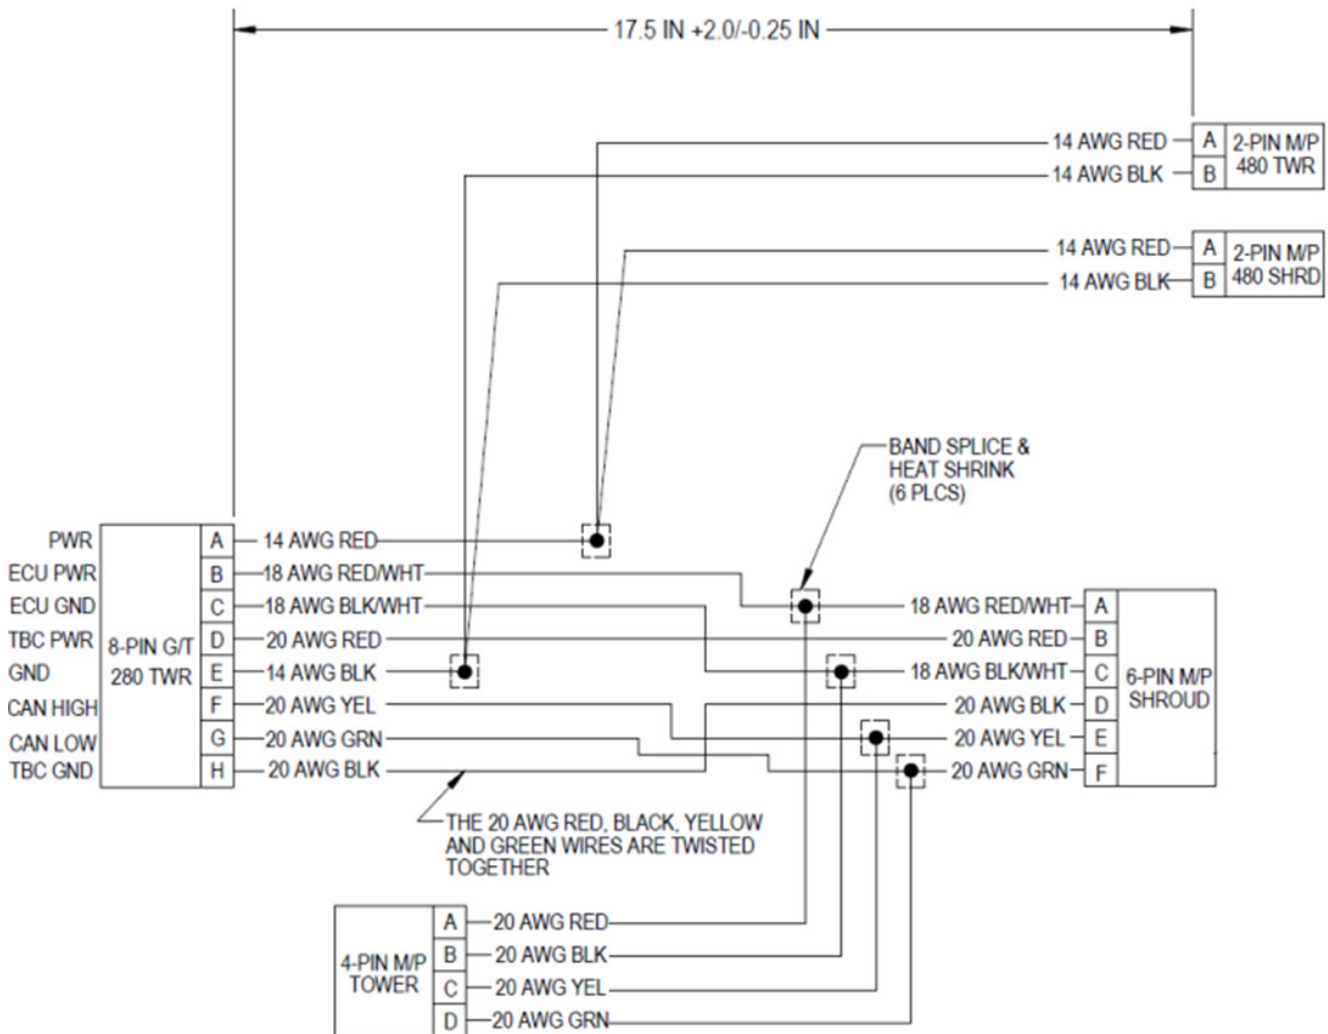 17.5 IN +2.0/-0.25 IN
14 AWG RED A
14 AWG BLK B
2-PIN M/P
480 TWR
14 AWG RED A
14 AWG BLK B
2-PIN M/P
480 SHRD
BAND SPLICE &
HEAT SHRINK
(6 PLCS)
PWR A 14 AWG RED
ECU PWR B 18 AWG RED/WHT
ECU GND C 18 AWG BLK/WHT
TBC PWR D 20 AWG RED
GND E 14 AWG BLK
CAN HIGH F 20 AWG YEL
CAN LOW G 20 AWG GRN
TBC GND H 20 AWG BLK
8-PIN G/T
280 TWR
18 AWG RED/WHT A
20 AWG RED B
18 AWG BLK/WHT C
20 AWG BLK D
20 AWG YEL E
20 AWG GRN F
6-PIN M/P
SHROUD
THE 20 AWG RED, BLACK, YELLOW
AND GREEN WIRES ARE TWISTED
TOGETHER
4-PIN M/P
TOWER
A 20 AWG RED
B 20 AWG BLK
C 20 AWG YEL
D 20 AWG GRN